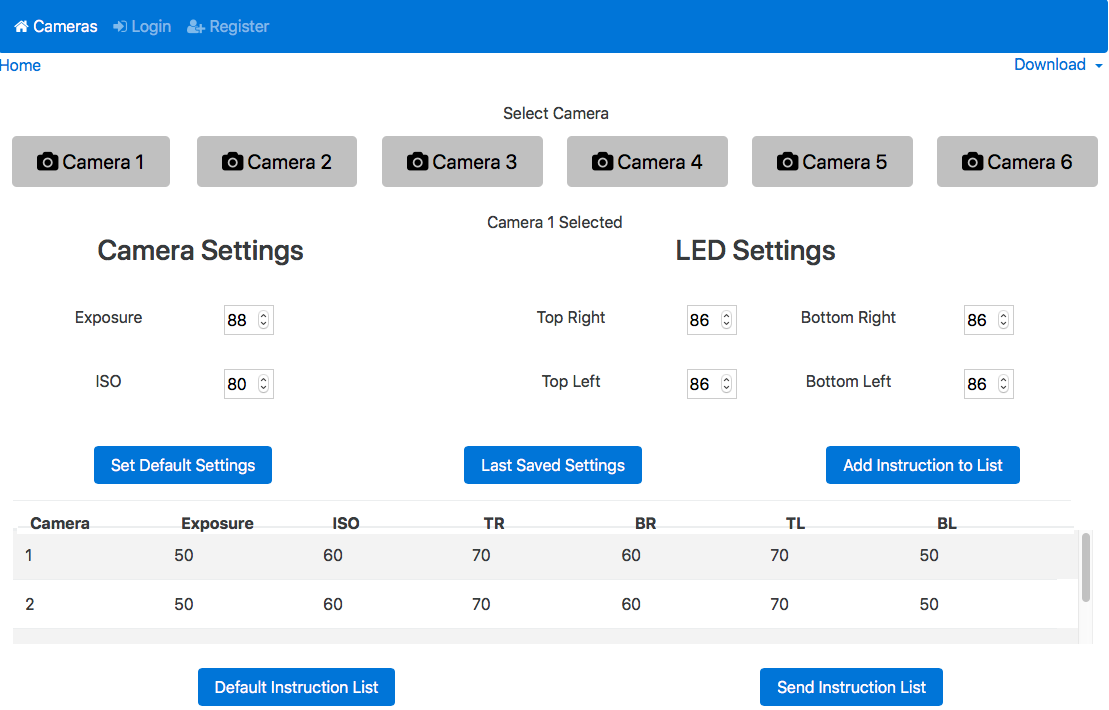 Cameras Login Register
Home Download
Select Camera
Camera 1 Camera 2 Camera 3 Camera 4 Camera 5 Camera 6
Camera 1 Selected
Camera Settings LED Settings
Exposure 88 Top Right 86 Bottom Right 86
ISO 80 Top Left 86 Bottom Left 86
Set Default Settings Last Saved Settings Add Instruction to List
Camera Exposure ISO TR BR TL BL
1 50 60 70 60 70 50
2 50 60 70 60 70 50
Default Instruction List Send Instruction List